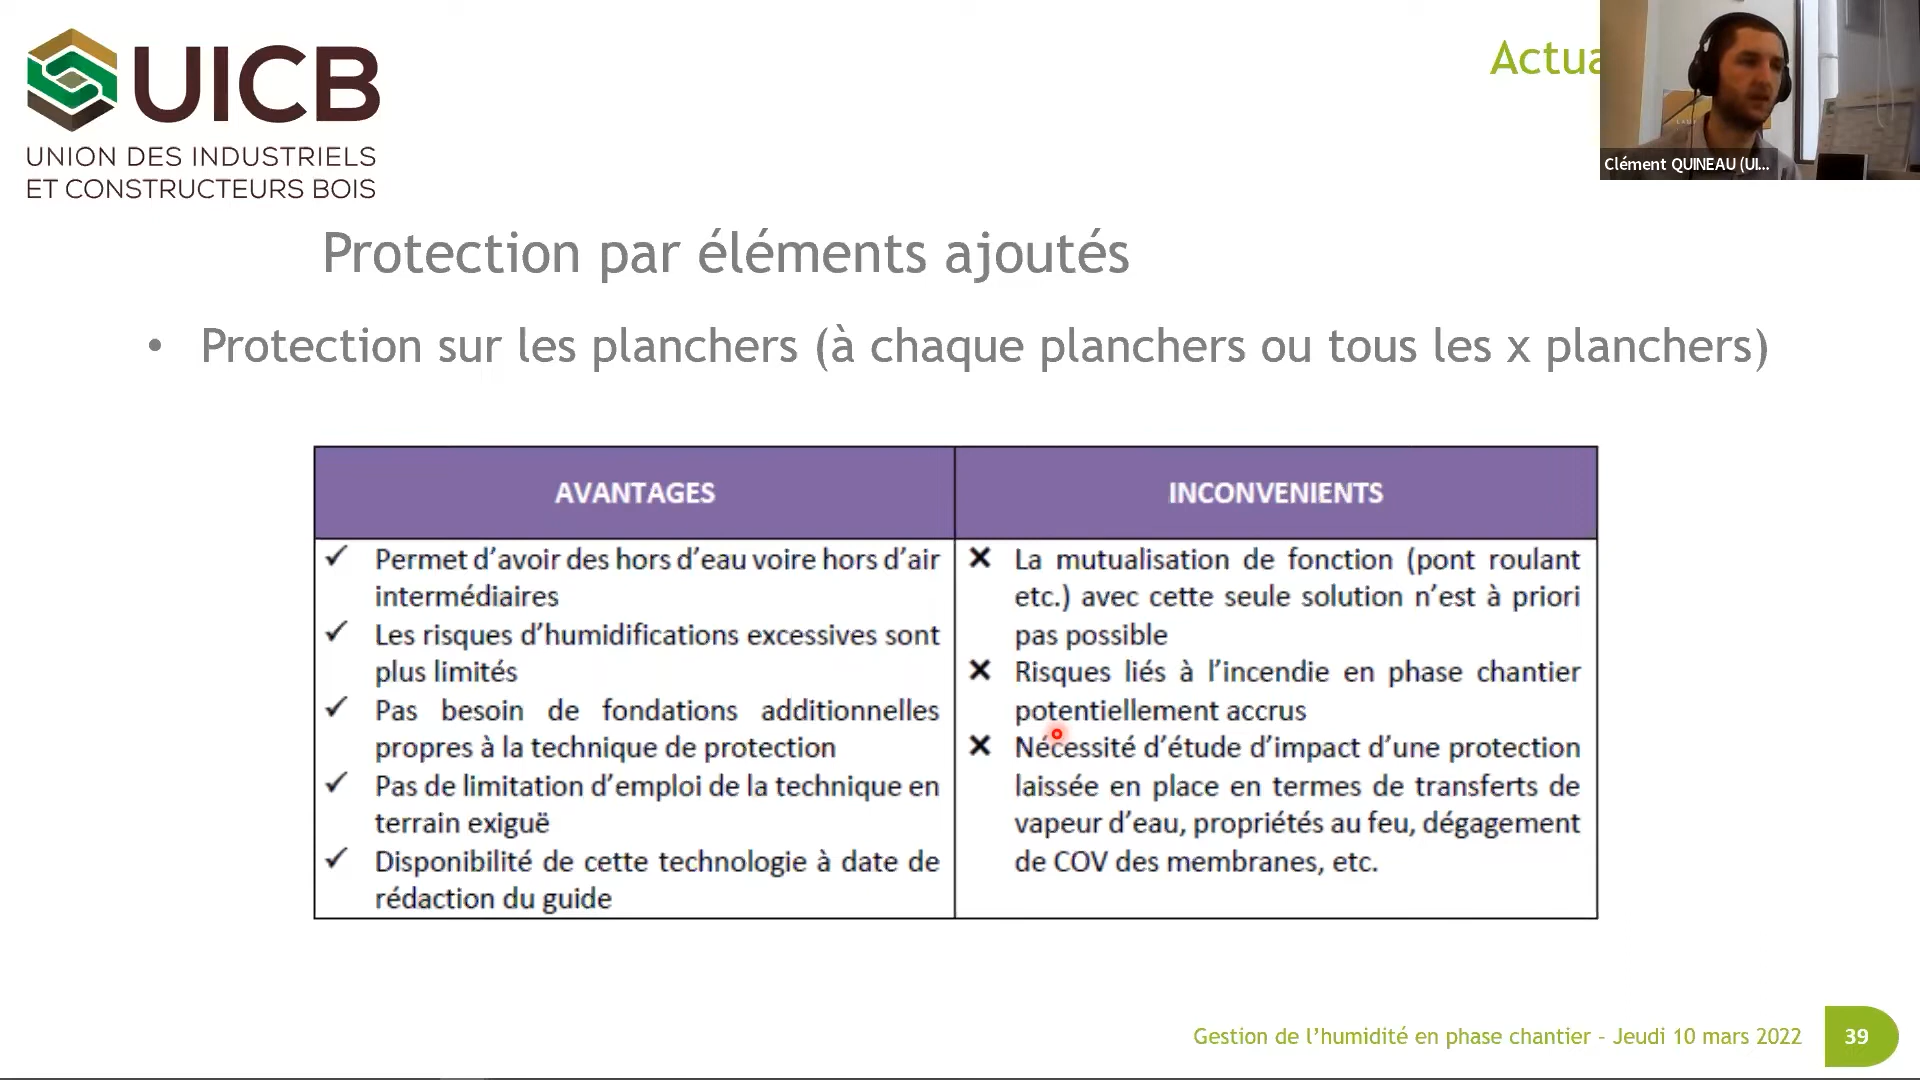 UICB
UNION DES INDUSTRIELS
ET CONSTRUCTEURS BOIS
Actua
Clément QUINEAU (UI...
Protection par éléments ajoutés
• Protection sur les planchers (à chaque planchers ou tous les x planchers)
AVANTAGES
✓ Permet d'avoir des hors d'eau voire hors d'air
intermédiaires
✓ Les risques d'humidifications excessives sont
plus limités
✓ Pas besoin de fondations additionnelles
propres à la technique de protection
✓ Pas de limitation d'emploi de la technique en
terrain exiguë
✓ Disponibilité de cette technologie à date de
rédaction du guide
INCONVENIENTS
✕ La mutualisation de fonction (pont roulant
etc.) avec cette seule solution n'est à priori
pas possible
✕ Risques liés à l'incendie en phase chantier
potentiellement accrus
✕ Nécessité d'étude d'impact d'une protection
laissée en place en termes de transferts de
vapeur d'eau, propriétés au feu, dégagement
de COV des membranes, etc.
Gestion de l'humidité en phase chantier – Jeudi 10 mars 2022
39